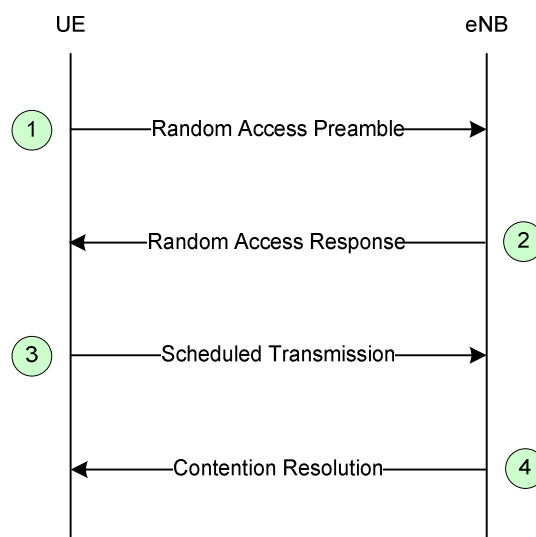 UE
eNB
1
Random Access Preamble
Random Access Response
2
3
Scheduled Transmission
Contention Resolution
4